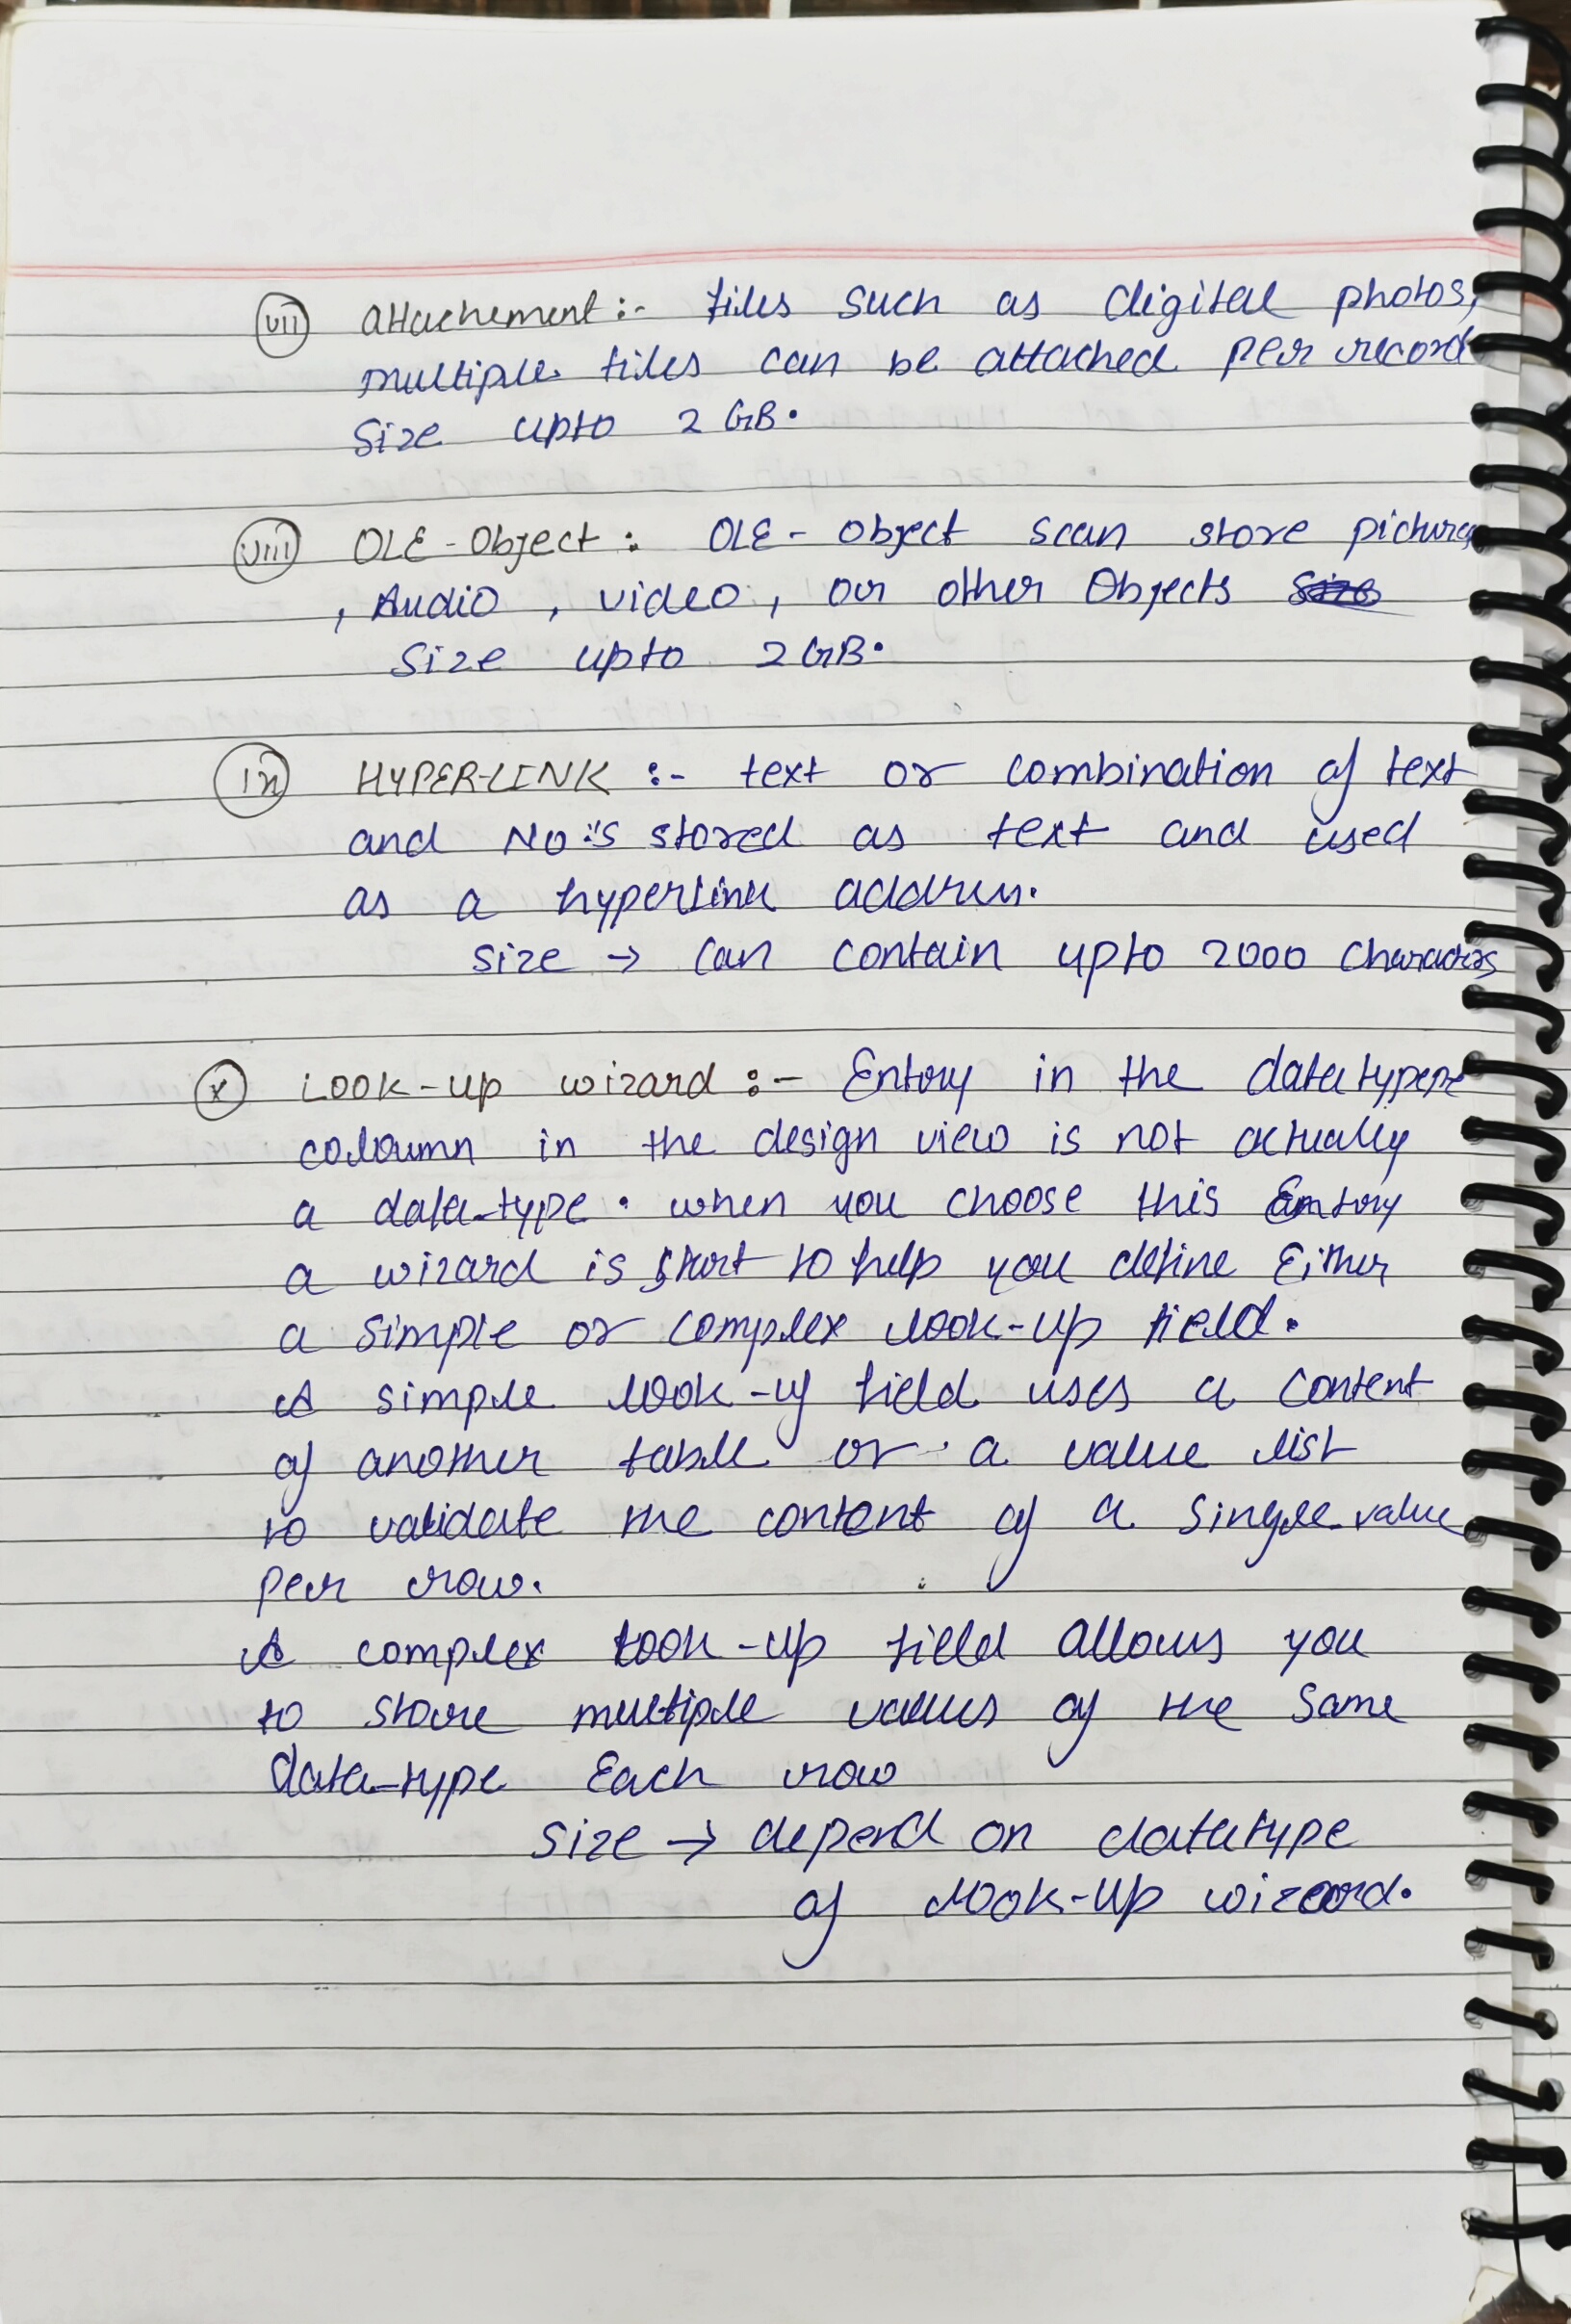 (vii) Attachement :- files such as digital photos,
multiple files can be attached per record
Size upto 2 GB.
(viii) OLE-Object : OLE - Object scan store pictures
, Audio , video , or other Objects
Size upto 2 GB.
(ix) HYPER-LINK :- text or combination of text
and No:'s stored as text and used
as a hyperlink address.
Size → Can contain upto 2000 Characters
(x) Look-up wizard :- Entry in the datatype
coloumn in the design view is not actually
a data-type. when you choose this Entry
a wizard is start to help you define Either
a simple or complex look-up field.
A simple look-up field uses a content
of another table or a value list
to validate the content of a single value
per row.
A complex look-up field allows you
to store multiple values of the same
data-type Each row
Size → depend on datatype
of look-up wizard.